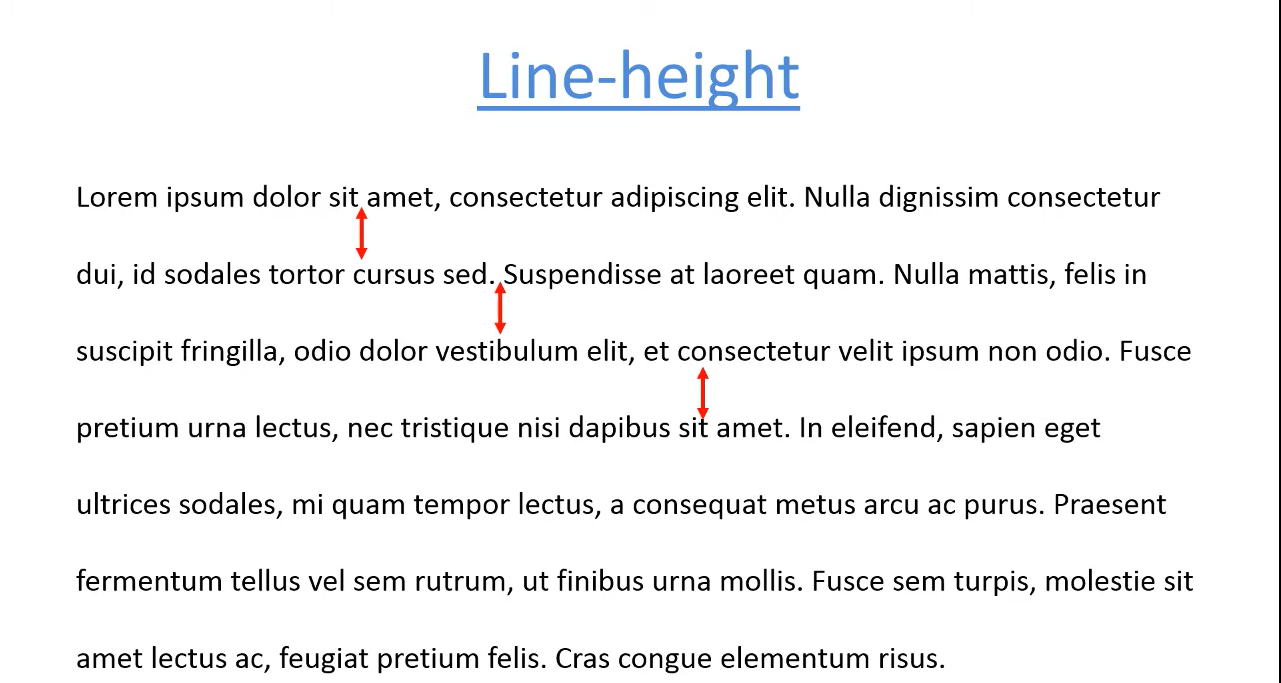 Line-height
Lorem ipsum dolor sit amet, consectetur adipiscing elit. Nulla dignissim consectetur
dui, id sodales tortor cursus sed. Suspendisse at laoreet quam. Nulla mattis, felis in
suscipit fringilla, odio dolor vestibulum elit, et consectetur velit ipsum non odio. Fusce
pretium urna lectus, nec tristique nisi dapibus sit amet. In eleifend, sapien eget
ultrices sodales, mi quam tempor lectus, a consequat metus arcu ac purus. Praesent
fermentum tellus vel sem rutrum, ut finibus urna mollis. Fusce sem turpis, molestie sit
amet lectus ac, feugiat pretium felis. Cras congue elementum risus.